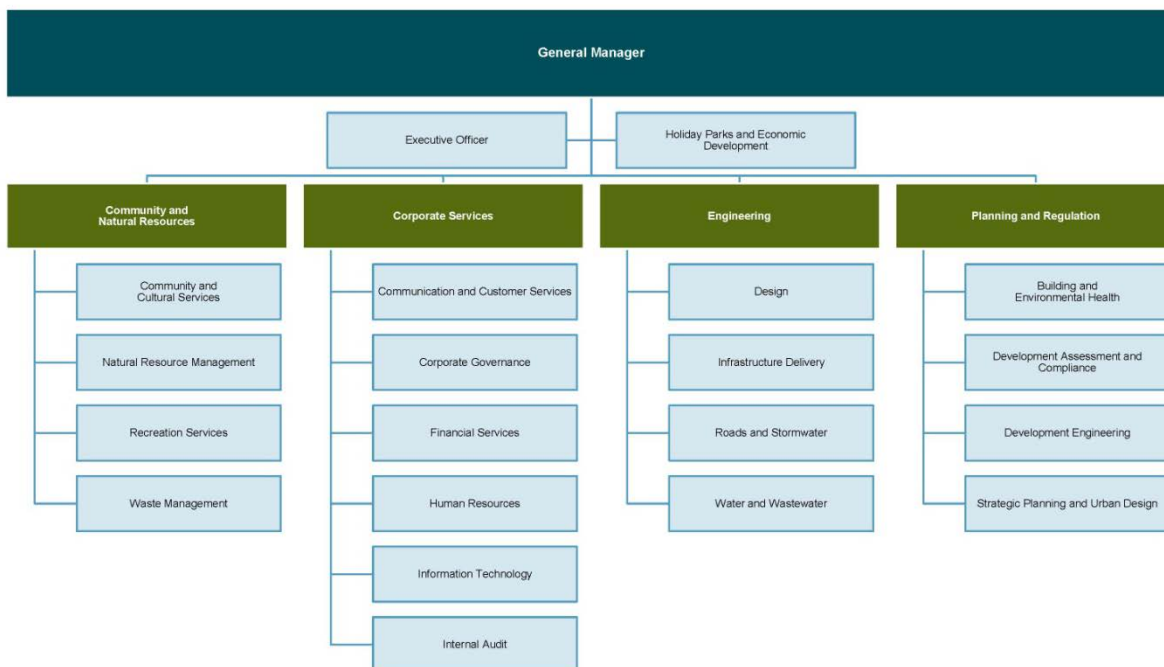 General Manager
Executive Officer
Holiday Parks and Economic
Development
Community and
Natural Resources
Community and
Cultural Services
Natural Resource Management
Recreation Services
Waste Management
Corporate Services
Communication and Customer Services
Corporate Governance
Financial Services
Human Resources
Information Technology
Internal Audit
Engineering
Design
Infrastructure Delivery
Roads and Stormwater
Water and Wastewater
Planning and Regulation
Building and
Environmental Health
Development Assessment and
Compliance
Development Engineering
Strategic Planning and Urban Design